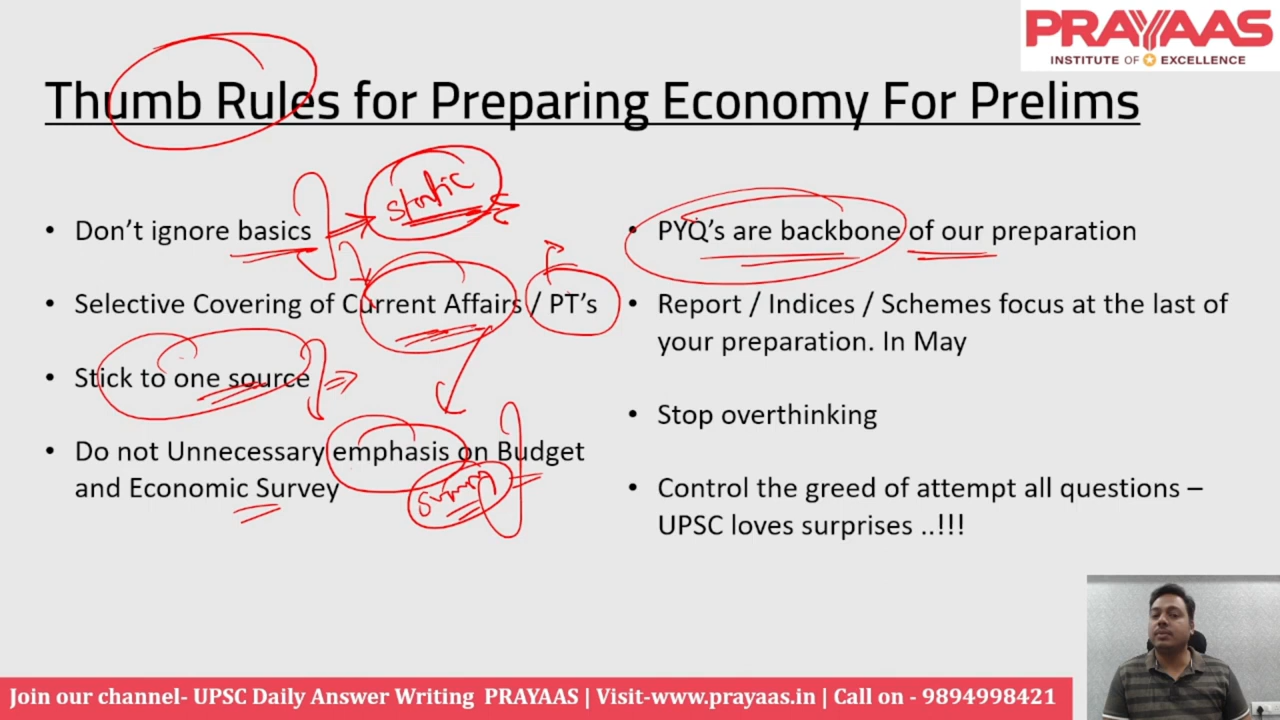 PRAYAAS
INSTITUTE OF EXCELLENCE
Thumb Rules for Preparing Economy For Prelims
• Don't ignore basics
static
• Selective Covering of Current Affairs / PT's
• Stick to one source
• Do not Unnecessary emphasis on Budget
and Economic Survey
• PYQ's are backbone of our preparation
• Report / Indices / Schemes focus at the last of
your preparation. In May
• Stop overthinking
• Control the greed of attempt all questions –
UPSC loves surprises ..!!!
Join our channel- UPSC Daily Answer Writing PRAYAAS | Visit-www.prayaas.in | Call on - 9894998421